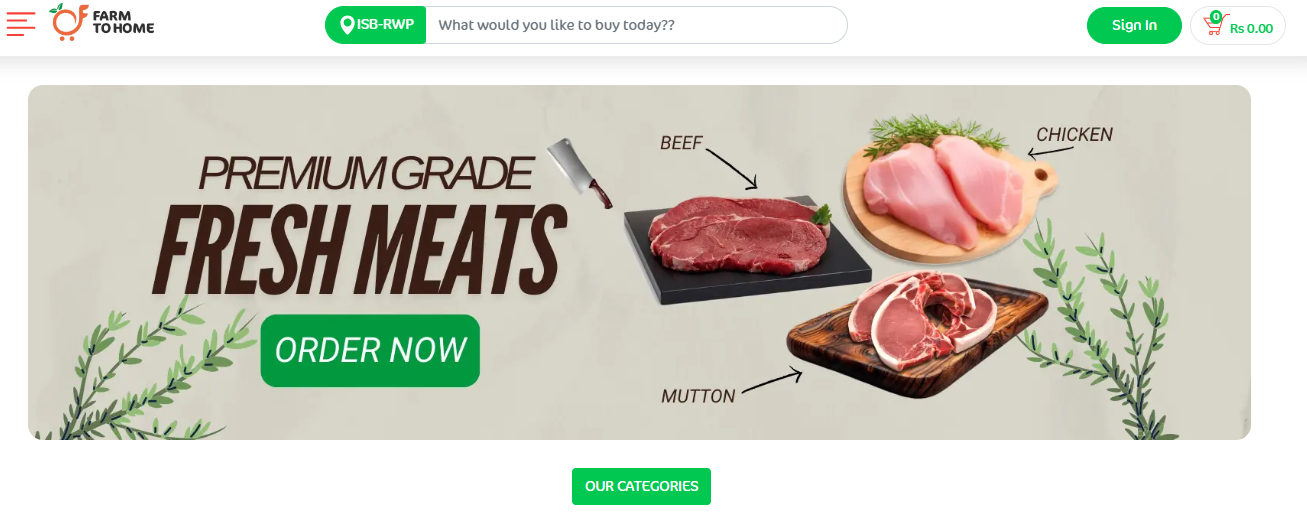 FARM
TO HOME
ISB-RWP
What would you like to buy today??
Sign In
0
Rs 0.00
PREMIUM GRADE
FRESH MEATS
ORDER NOW
BEEF
CHICKEN
MUTTON
OUR CATEGORIES